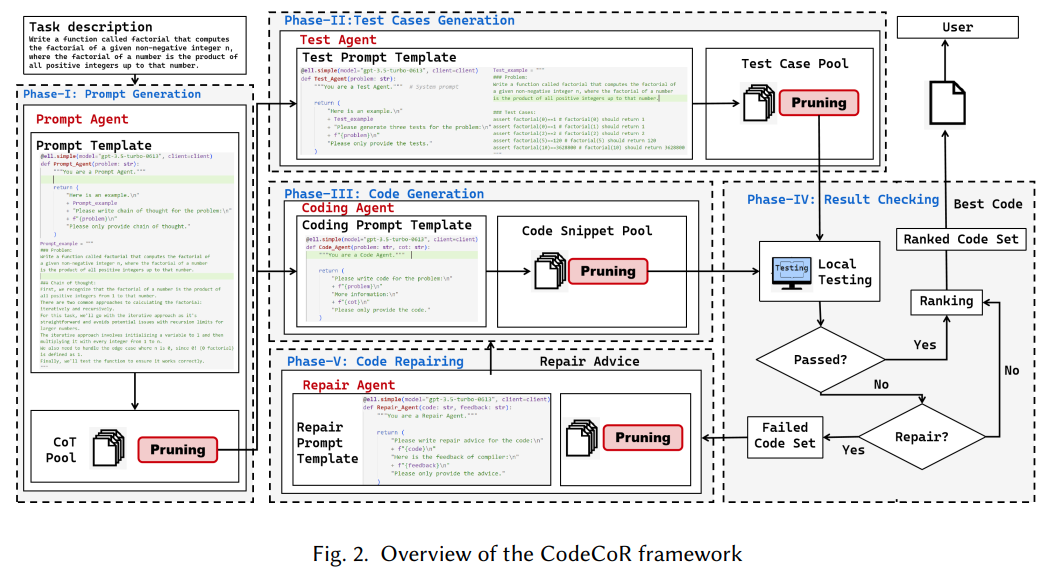 Task description
Write a function called factorial that computes
the factorial of a given non-negative integer n,
where the factorial of a number is the product of
all positive integers up to that number.
Phase-I: Prompt Generation
Prompt Agent
Prompt Template
@ell.simple(model="gpt-3.5-turbo-0613", client=client)
def Prompt_Agent(problem: str):
"""You are a Prompt Agent."""
return (
"Here is an example.\n"
+ Prompt_example +
"Please write chain of thought for the problem:\n"
+ f"{problem}\n"
"Please only provide chain of thought."
)
Prompt_example = """
### Problem:
Write a function called factorial that computes the factorial of
a given non-negative integer n, where the factorial of a number
is the product of all positive integers up to that number.
### Chain of thought:
First, we recognize that the factorial of a number is the product of
all positive integers from 1 to that number.
There are two common approaches to calculating the factorial:
iteratively and recursively.
For this task, we'll go with the iterative approach as it's
straightforward and avoids potential issues with recursion limits for
larger numbers.
The iterative approach involves initializing a variable to 1 and then
multiplying it with every integer from 1 to n.
We also need to handle the edge case where n is 0, since 0! (0 factorial)
is defined as 1.
Finally, we'll test the function to ensure it works correctly.
"""
CoT
Pool
Pruning
Phase-II:Test Cases Generation
Test Agent
Test Prompt Template
@ell.simple(model="gpt-3.5-turbo-0613", client=client)
def Test_Agent(problem: str):
"""You are a Test Agent.""" # System prompt
return (
"Here is an example.\n"
+ Test_example
+ "Please generate three tests for the problem:\n"
+ f"{problem}\n"
"Please only provide the tests."
)
Test_example = """
### Problem:
Write a function called factorial that computes the factorial of
a given non-negative integer n, where the factorial of a number
is the product of all positive integers up to that number.
### Test Cases:
assert factorial(0)==1 # factorial(0) should return 1
assert factorial(1)==1 # factorial(1) should return 1
assert factorial(2)==2 # factorial(2) should return 2
assert factorial(5)==120 # factorial(5) should return 120
assert factorial(10)==3628800 # factorial(10) should return 3628800
"""
Test Case Pool
Pruning
Phase-III: Code Generation
Coding Agent
Coding Prompt Template
@ell.simple(model="gpt-3.5-turbo-0613", client=client)
def Code_Agent(problem: str, cot: str):
"""You are a Code Agent."""
return (
"Please write code for the problem:\n"
+ f"{problem}\n"
"More information:\n"
+ f"{cot}\n"
"Please only provide the code."
)
Code Snippet Pool
Pruning
Phase-V: Code Repairing
Repair Advice
Repair Agent
Repair
Prompt
Template
@ell.simple(model="gpt-3.5-turbo-0613", client=client)
def Repair_Agent(code: str, feedback: str):
"""You are a Repair Agent."""
return (
"Please write repair advice for the code:\n"
+ f"{code}\n"
"Here is the feedback of compiler:\n"
+ f"{feedback}\n"
"Please only provide the advice."
)
Pruning
User
Phase-IV: Result Checking
Best Code
Ranked Code Set
Testing
Local
Testing
Ranking
Passed?
Yes
No
No
Repair?
Yes
Failed
Code Set
Fig. 2. Overview of the CodeCoR framework